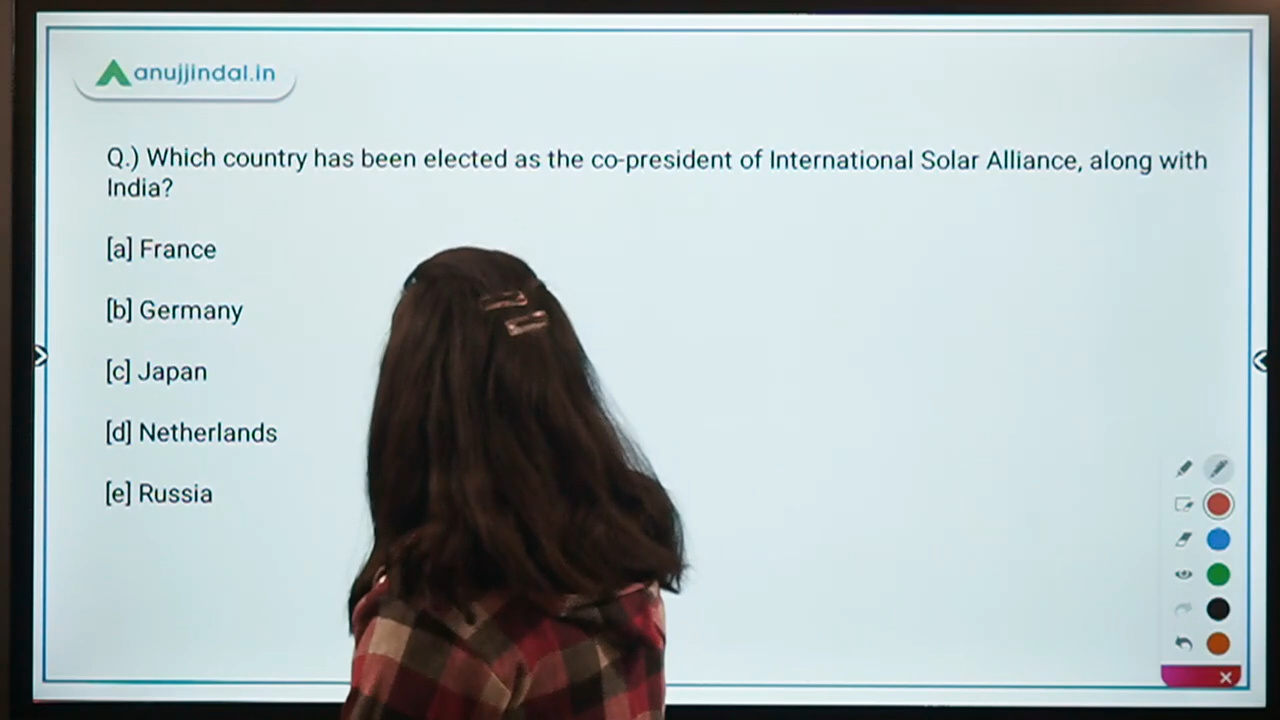 anujjindal.in
Q.) Which country has been elected as the co-president of International Solar Alliance, along with
India?
[a] France
[b] Germany
[c] Japan
[d] Netherlands
[e] Russia